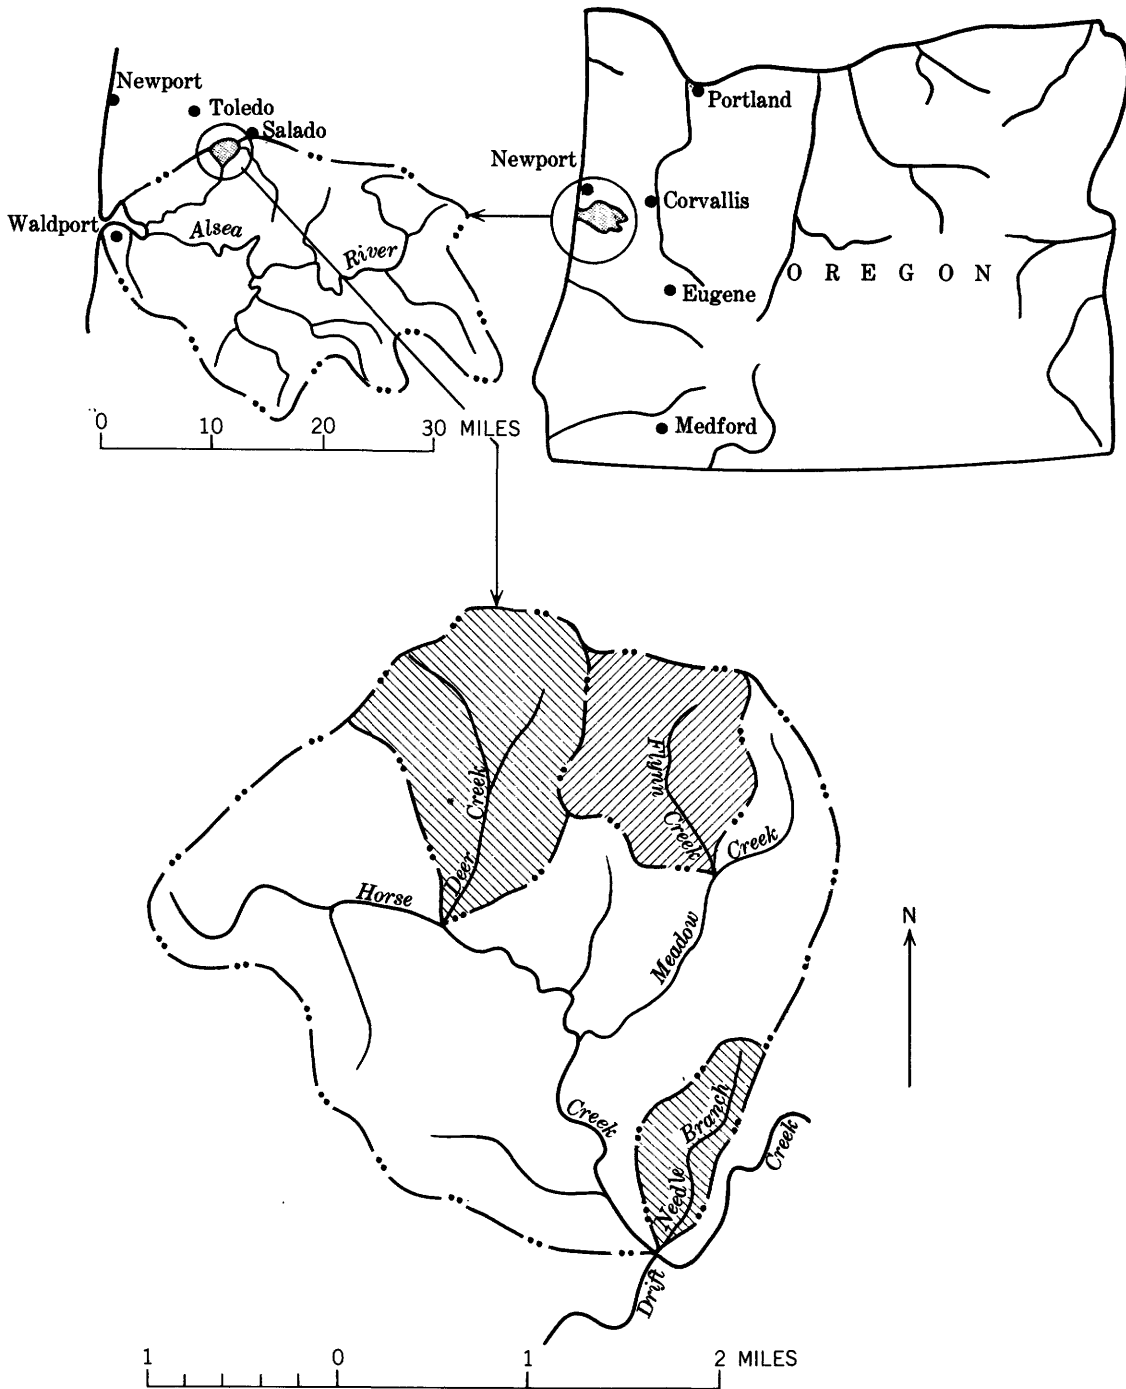 Newport
Toledo
Salado
Waldport
Alsea
River
0 10 20 30 MILES
Portland
Newport
Corvallis
Eugene
OREGON
Medford
Deer Creek
Flynn Creek
Creek
Horse
Meadow
Creek
Needle Branch
Creek
Drift
N
1 0 1 2 MILES